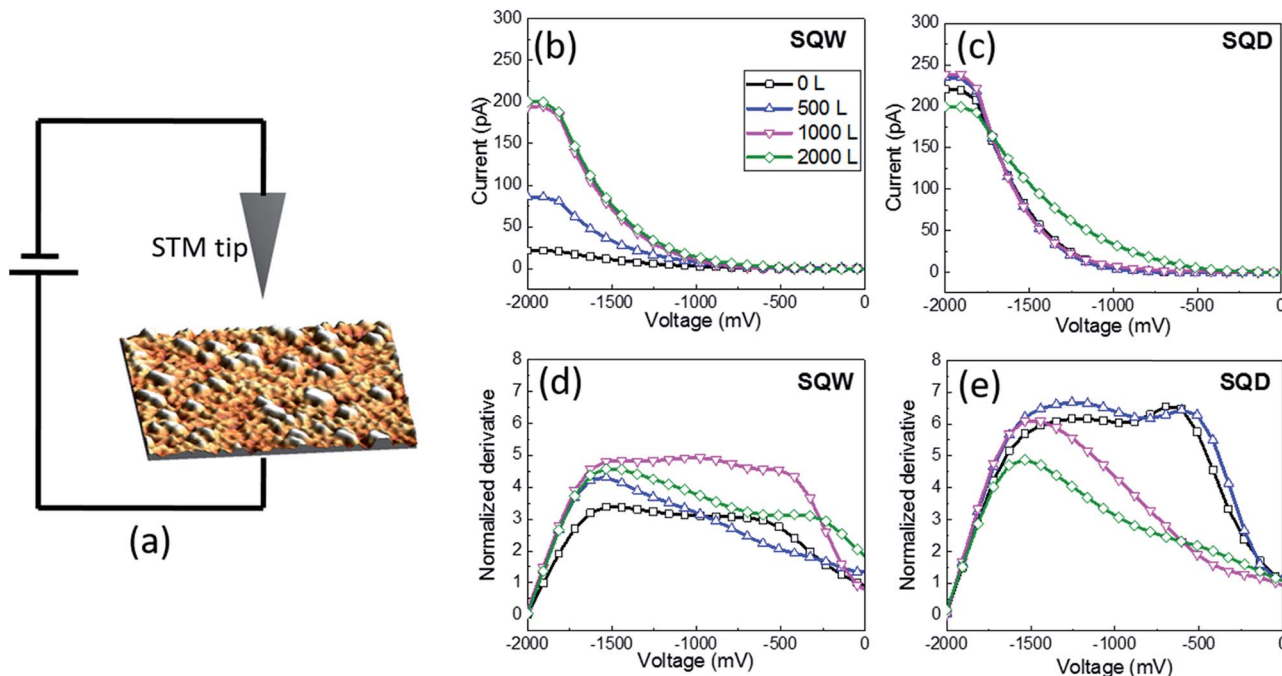 STM tip
(a)
(b)
SQW
0 L
500 L
1000 L
2000 L
Current (pA)
300
250
200
150
100
50
0
-2000
-1500
-1000
-500
0
Voltage (mV)
(c)
SQD
Current (pA)
300
250
200
150
100
50
0
-2000
-1500
-1000
-500
0
Voltage (mV)
(d)
SQW
Normalized derivative
8
7
6
5
4
3
2
1
0
-2000
-1500
-1000
-500
0
Voltage (mV)
(e)
SQD
Normalized derivative
8
7
6
5
4
3
2
1
0
-2000
-1500
-1000
-500
0
Voltage (mV)